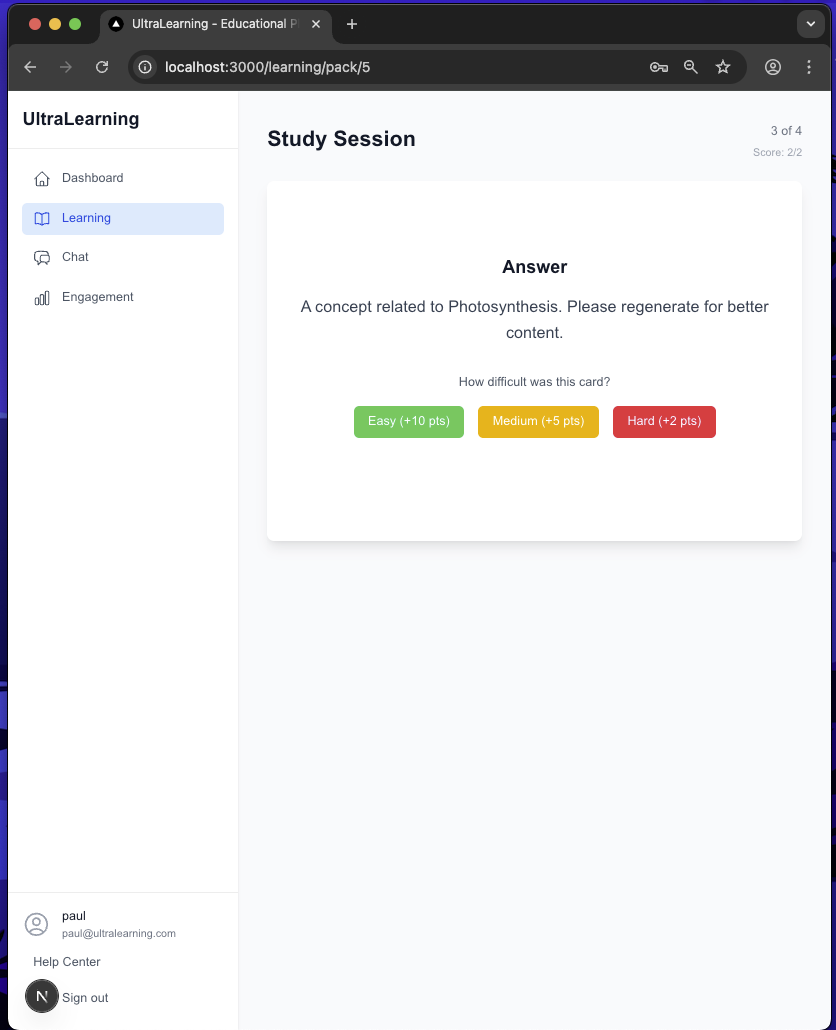 UltraLearning - Educational P
localhost:3000/learning/pack/5
UltraLearning
Dashboard
Learning
Chat
Engagement
paul
paul@ultralearning.com
Help Center
N
Sign out
Study Session
3 of 4
Score: 2/2
Answer
A concept related to Photosynthesis. Please regenerate for better
content.
How difficult was this card?
Easy (+10 pts)
Medium (+5 pts)
Hard (+2 pts)